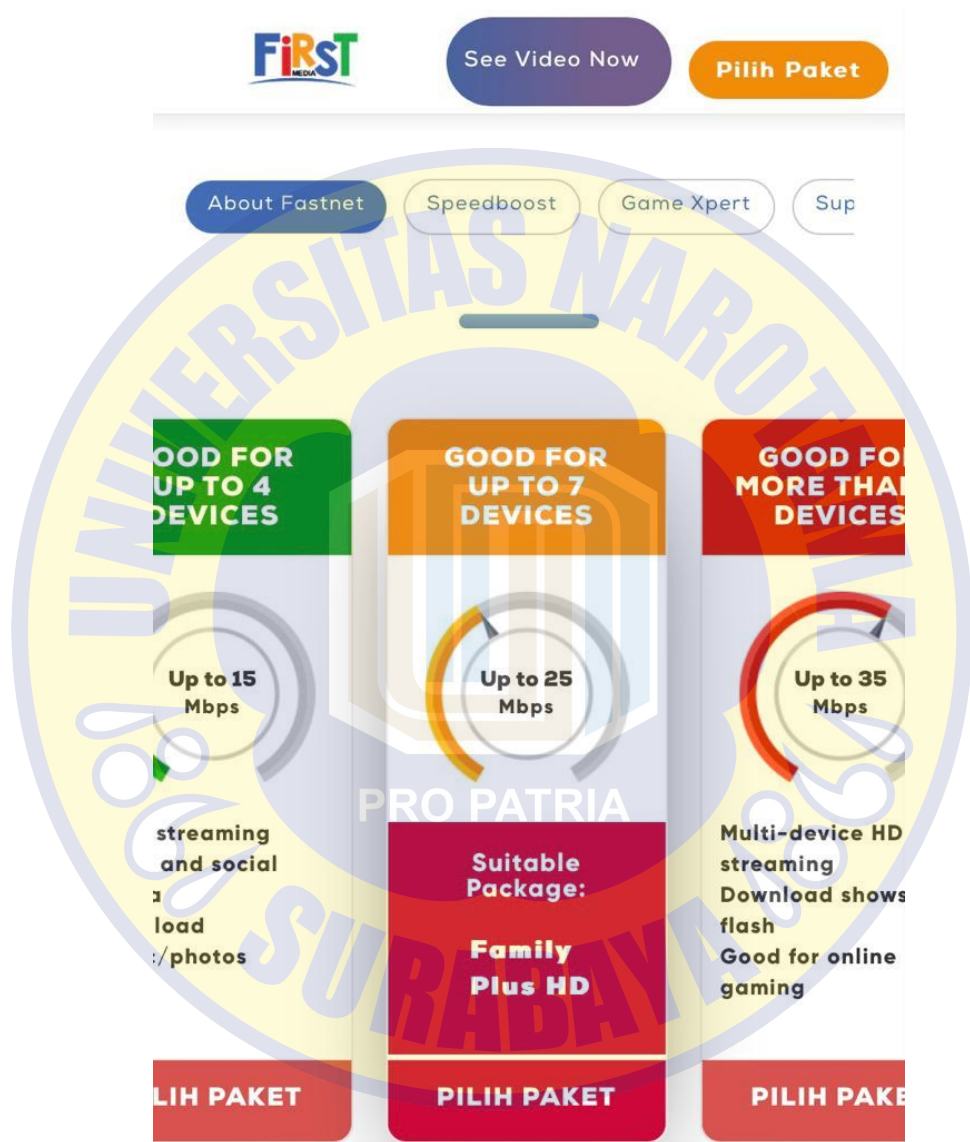 FiRST
MEDIA
See Video Now
Pilih Paket
About Fastnet
Speedboost
Game Xpert
Sup
UNIVERSITAS NAROTAMA
OOD FOR
UP TO 4
DEVICES
Up to 15
Mbps
streaming
and social
a
load
:/photos
LIH PAKET
GOOD FOR
UP TO 7
DEVICES
Up to 25
Mbps
PRO PATRIA
Suitable
Package:
Family
Plus HD
PILIH PAKET
GOOD FO
MORE THA
DEVICES
Up to 35
Mbps
Multi-device HD
streaming
Download shows
flash
Good for online
gaming
PILIH PAKE
SURABAYA